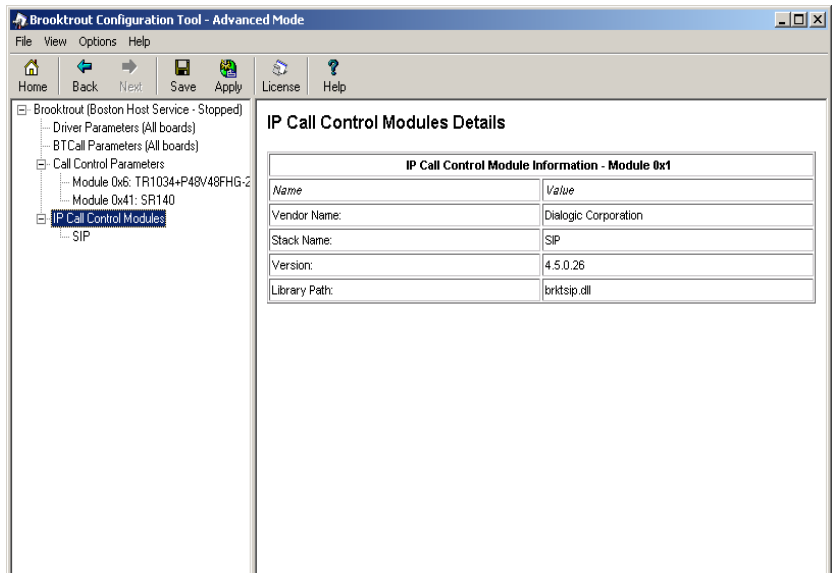 Brooktrout Configuration Tool - Advanced Mode
File View Options Help
Home Back Next Save Apply License Help
Brooktrout (Boston Host Service - Stopped)
Driver Parameters (All boards)
BTCall Parameters (All boards)
Call Control Parameters
Module 0x6: TR1034+P48V48FHG-2
Module 0x41: SR140
IP Call Control Modules
SIP
IP Call Control Modules Details
IP Call Control Module Information - Module 0x1
Name Value
Vendor Name: Dialogic Corporation
Stack Name: SIP
Version: 4.5.0.26
Library Path: brktsip.dll